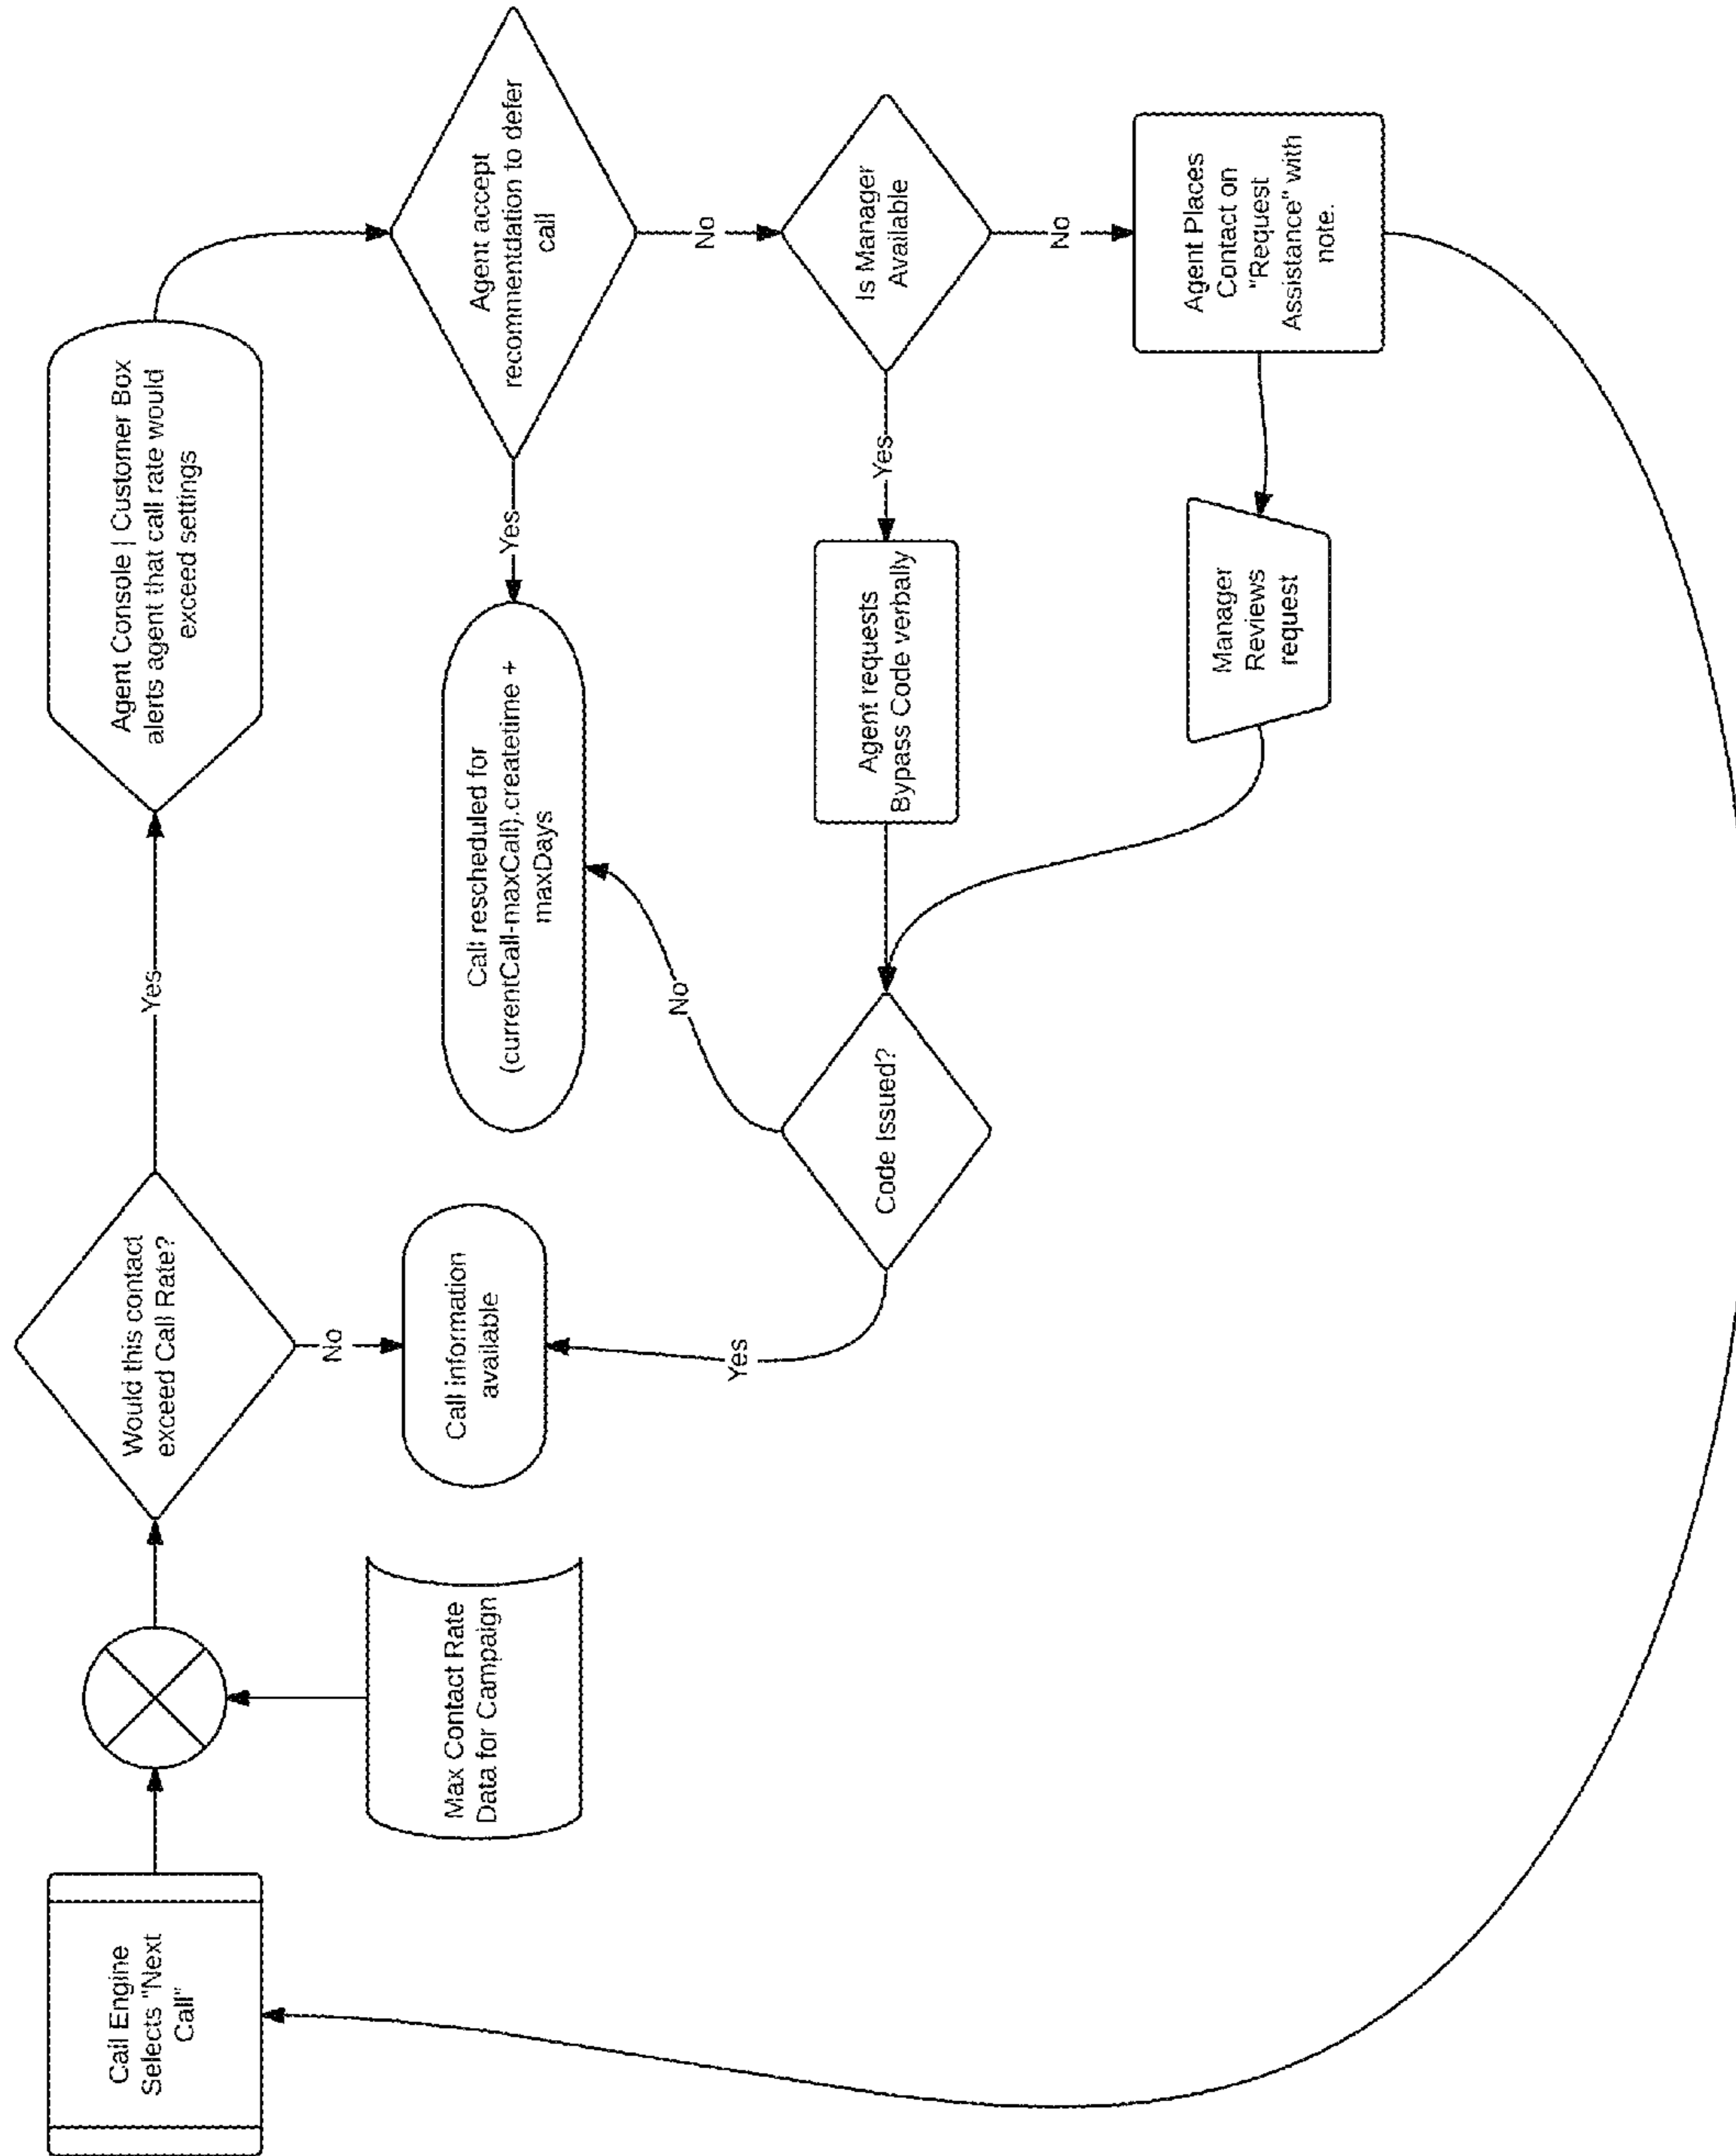 Call Engine
Selects "Next
Call"
Max Contact Rate
Data for Campaign
Would this contact
exceed Call Rate?
Yes
No
Call information
available
Agent Console | Customer Box
alerts agent that call rate would
exceed settings
Agent accept
recommentdation to defer
call
Yes
No
Call rescheduled for
(currentCall-maxCall).createtime +
maxDays
Is Manager
Available
Yes
No
Agent requests
Bypass Code verbally
Code Issued?
No
Yes
Agent Places
Contact on
"Request
Assistance" with
note.
Manager
Reviews
request